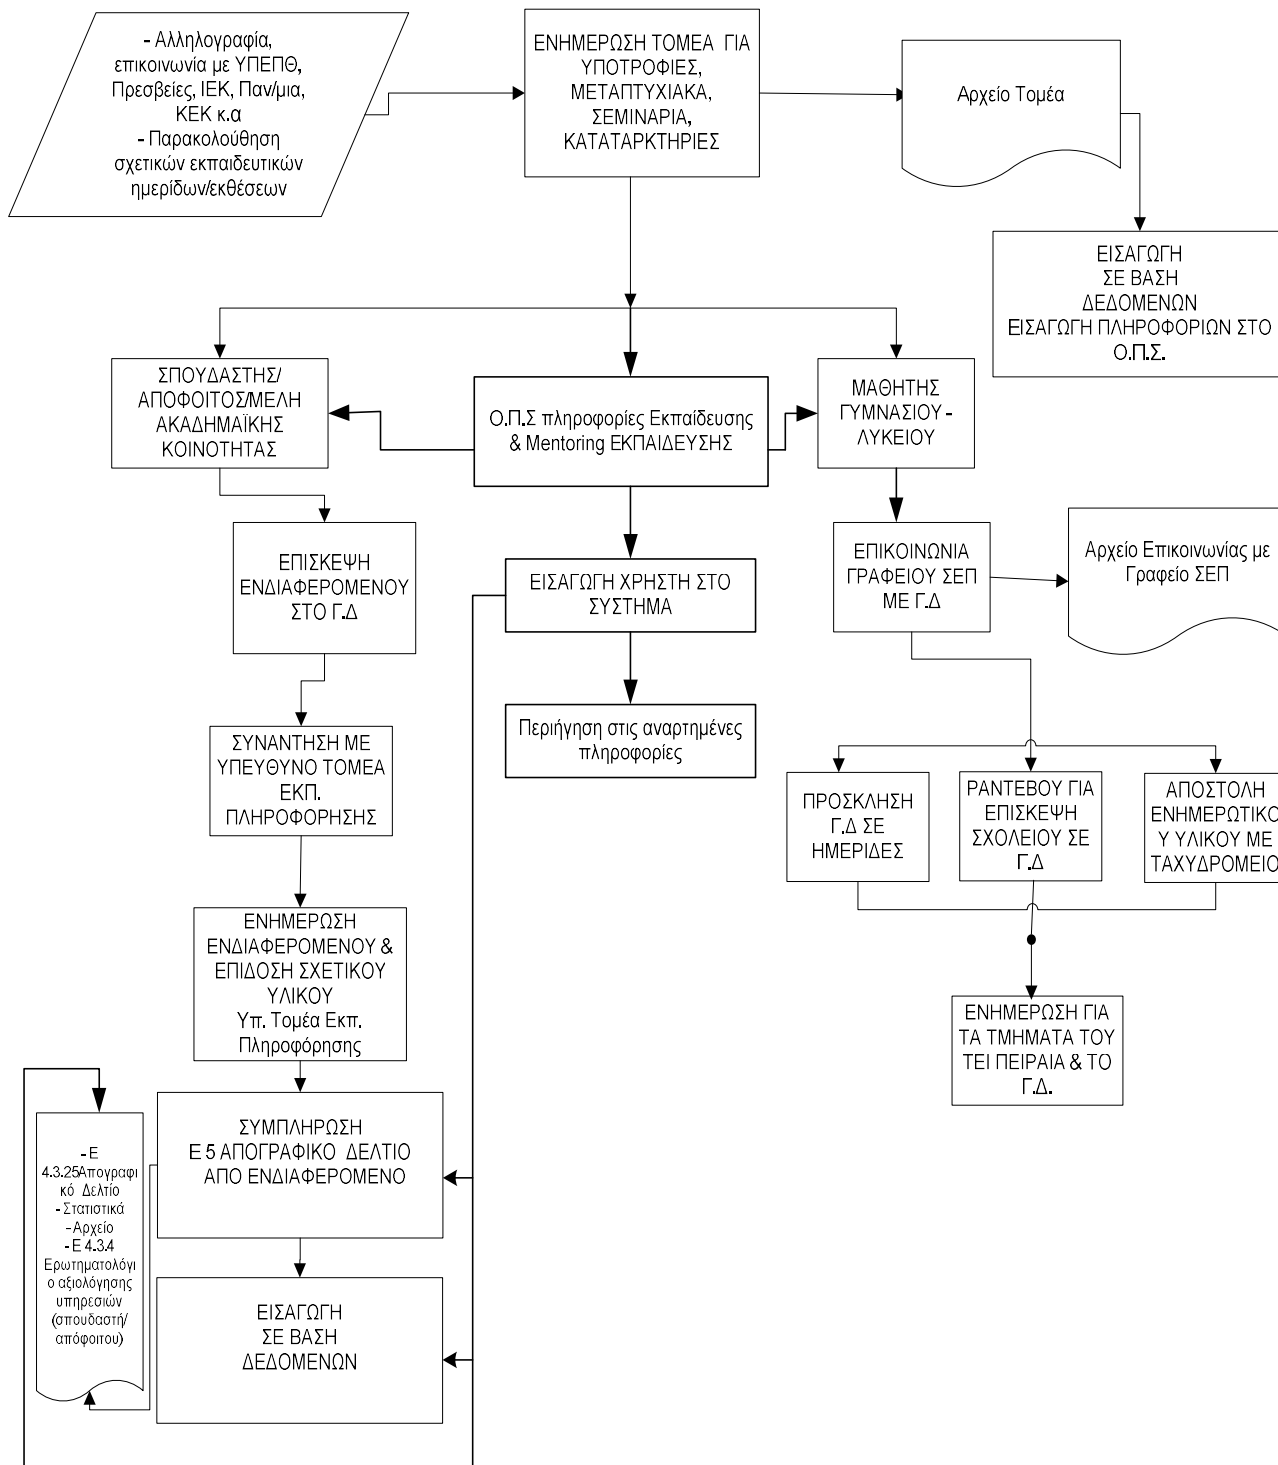 - Αλληλογραφία,
επικοινωνία με ΥΠΕΠΘ,
Πρεσβείες, ΙΕΚ, Παν/μια,
ΚΕΚ κ.α
- Παρακολούθηση
σχετικών εκπαιδευτικών
ημερίδων/εκθέσεων
ΕΝΗΜΕΡΩΣΗ ΤΟΜΕΑ ΓΙΑ
ΥΠΟΤΡΟΦΙΕΣ,
ΜΕΤΑΠΤΥΧΙΑΚΑ,
ΣΕΜΙΝΑΡΙΑ,
ΚΑΤΑΤΑΡΚΤΗΡΙΕΣ
Αρχείο Τομέα
ΕΙΣΑΓΩΓΗ
ΣΕ ΒΑΣΗ
ΔΕΔΟΜΕΝΩΝ
ΕΙΣΑΓΩΓΗ ΠΛΗΡΟΦΟΡΙΩΝ ΣΤΟ
Ο.Π.Σ.
ΣΠΟΥΔΑΣΤΗΣ/
ΑΠΟΦΟΙΤΟΣ/ΜΕΛΗ
ΑΚΑΔΗΜΑΪΚΗΣ
ΚΟΙΝΟΤΗΤΑΣ
Ο.Π.Σ πληροφορίες Εκπαίδευσης
& Mentoring ΕΚΠΑΙΔΕΥΣΗΣ
ΜΑΘΗΤΗΣ
ΓΥΜΝΑΣΙΟΥ -
ΛΥΚΕΙΟΥ
ΕΠΙΣΚΕΨΗ
ΕΝΔΙΑΦΕΡΟΜΕΝΟΥ
ΣΤΟ Γ.Δ
ΕΙΣΑΓΩΓΗ ΧΡΗΣΤΗ ΣΤΟ
ΣΥΣΤΗΜΑ
ΕΠΙΚΟΙΝΩΝΙΑ
ΓΡΑΦΕΙΟΥ ΣΕΠ
ΜΕ Γ.Δ
Αρχείο Επικοινωνίας με
Γραφείο ΣΕΠ
ΣΥΝΑΝΤΗΣΗ ΜΕ
ΥΠΕΥΘΥΝΟ ΤΟΜΕΑ
ΕΚΠ.
ΠΛΗΡΟΦΟΡΗΣΗΣ
Περιήγηση στις αναρτημένες
πληροφορίες
ΠΡΟΣΚΛΗΣΗ
Γ.Δ ΣΕ
ΗΜΕΡΙΔΕΣ
ΡΑΝΤΕΒΟΥ ΓΙΑ
ΕΠΙΣΚΕΨΗ
ΣΧΟΛΕΙΟΥ ΣΕ
Γ.Δ
ΑΠΟΣΤΟΛΗ
ΕΝΗΜΕΡΩΤΙΚΟ
Υ ΥΛΙΚΟΥ ΜΕ
ΤΑΧΥΔΡΟΜΕΙΟ
ΕΝΗΜΕΡΩΣΗ
ΕΝΔΙΑΦΕΡΟΜΕΝΟΥ &
ΕΠΙΔΟΣΗ ΣΧΕΤΙΚΟΥ
ΥΛΙΚΟΥ
Υπ. Τομέα Εκπ.
Πληροφόρησης
ΕΝΗΜΕΡΩΣΗ ΓΙΑ
ΤΑ ΤΜΗΜΑΤΑ ΤΟΥ
ΤΕΙ ΠΕΙΡΑΙΑ & ΤΟ
Γ.Δ.
ΣΥΜΠΛΗΡΩΣΗ
Ε 5 ΑΠΟΓΡΑΦΙΚΟ ΔΕΛΤΙΟ
ΑΠΟ ΕΝΔΙΑΦΕΡΟΜΕΝΟ
- Ε
4.3.25Απογραφι
κό Δελτίο
- Στατιστικά
- Αρχείο
- Ε 4.3.4
Ερωτηματολόγι
ο αξιολόγησης
υπηρεσιών
(σπουδαστή/
απόφοιτου)
ΕΙΣΑΓΩΓΗ
ΣΕ ΒΑΣΗ
ΔΕΔΟΜΕΝΩΝ